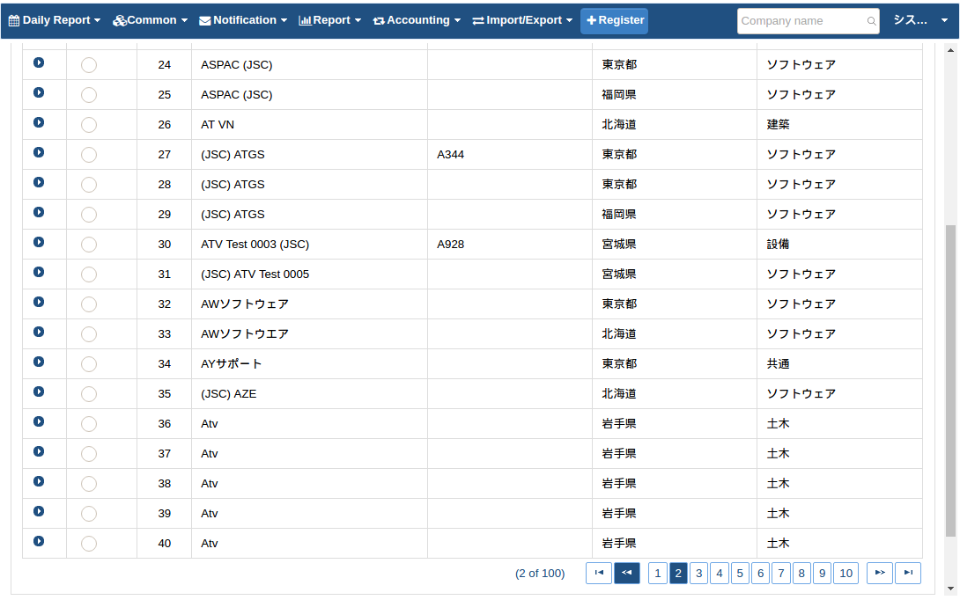 Daily Report Common Notification Report Accounting Import/Export Register Company name シス...
24 ASPAC (JSC) 東京都 ソフトウェア
25 ASPAC (JSC) 福岡県 ソフトウェア
26 AT VN 北海道 建築
27 (JSC) ATGS A344 東京都 ソフトウェア
28 (JSC) ATGS 東京都 ソフトウェア
29 (JSC) ATGS 福岡県 ソフトウェア
30 ATV Test 0003 (JSC) A928 宮城県 設備
31 (JSC) ATV Test 0005 宮城県 ソフトウェア
32 AWソフトウェア 東京都 ソフトウェア
33 AWソフトウエア 北海道 ソフトウェア
34 AYサポート 東京都 共通
35 (JSC) AZE 北海道 ソフトウェア
36 Atv 岩手県 土木
37 Atv 岩手県 土木
38 Atv 岩手県 土木
39 Atv 岩手県 土木
40 Atv 岩手県 土木
(2 of 100) 1 2 3 4 5 6 7 8 9 10